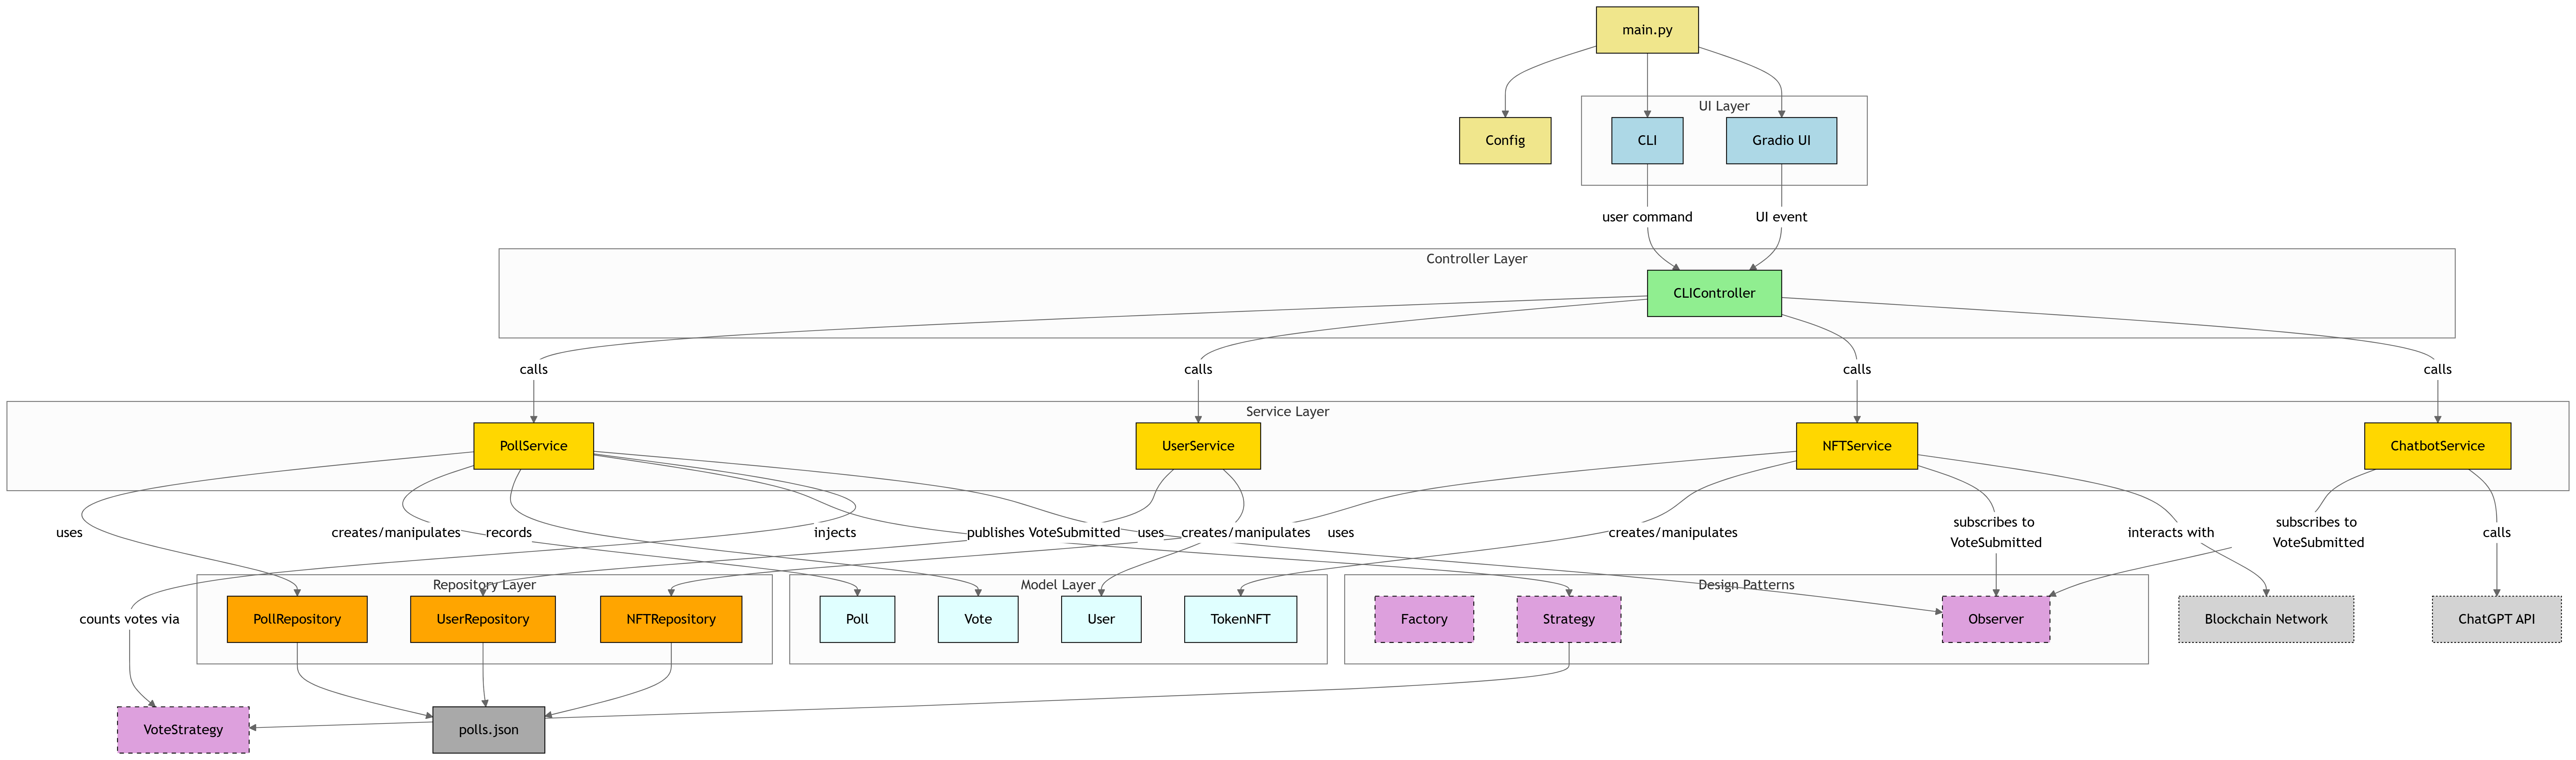 main.py
UI Layer
Config
CLI
Gradio UI
user command
UI event
Controller Layer
CLIController
calls
calls
calls
calls
Service Layer
PollService
UserService
NFTService
ChatbotService
uses
creates/manipulates
records
injects
publishes VoteSubmitted
uses
creates/manipulates
uses
creates/manipulates
subscribes to
VoteSubmitted
interacts with
subscribes to
VoteSubmitted
calls
Repository Layer
Model Layer
Design Patterns
counts votes via
PollRepository
UserRepository
NFTRepository
Poll
Vote
User
TokenNFT
Factory
Strategy
Observer
Blockchain Network
ChatGPT API
VoteStrategy
polls.json